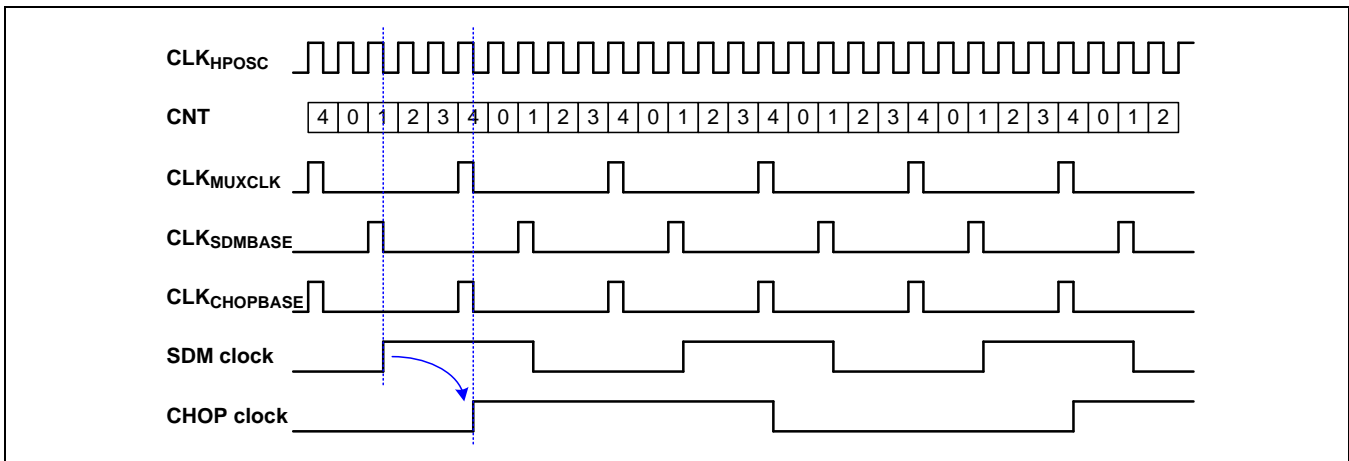 CLKHPOSC
CNT 4 0 1 2 3 4 0 1 2 3 4 0 1 2 3 4 0 1 2 3 4 0 1 2 3 4 0 1 2
CLKMUXCLK
CLKSDMBASE
CLKCHOPBASE
SDM clock
CHOP clock